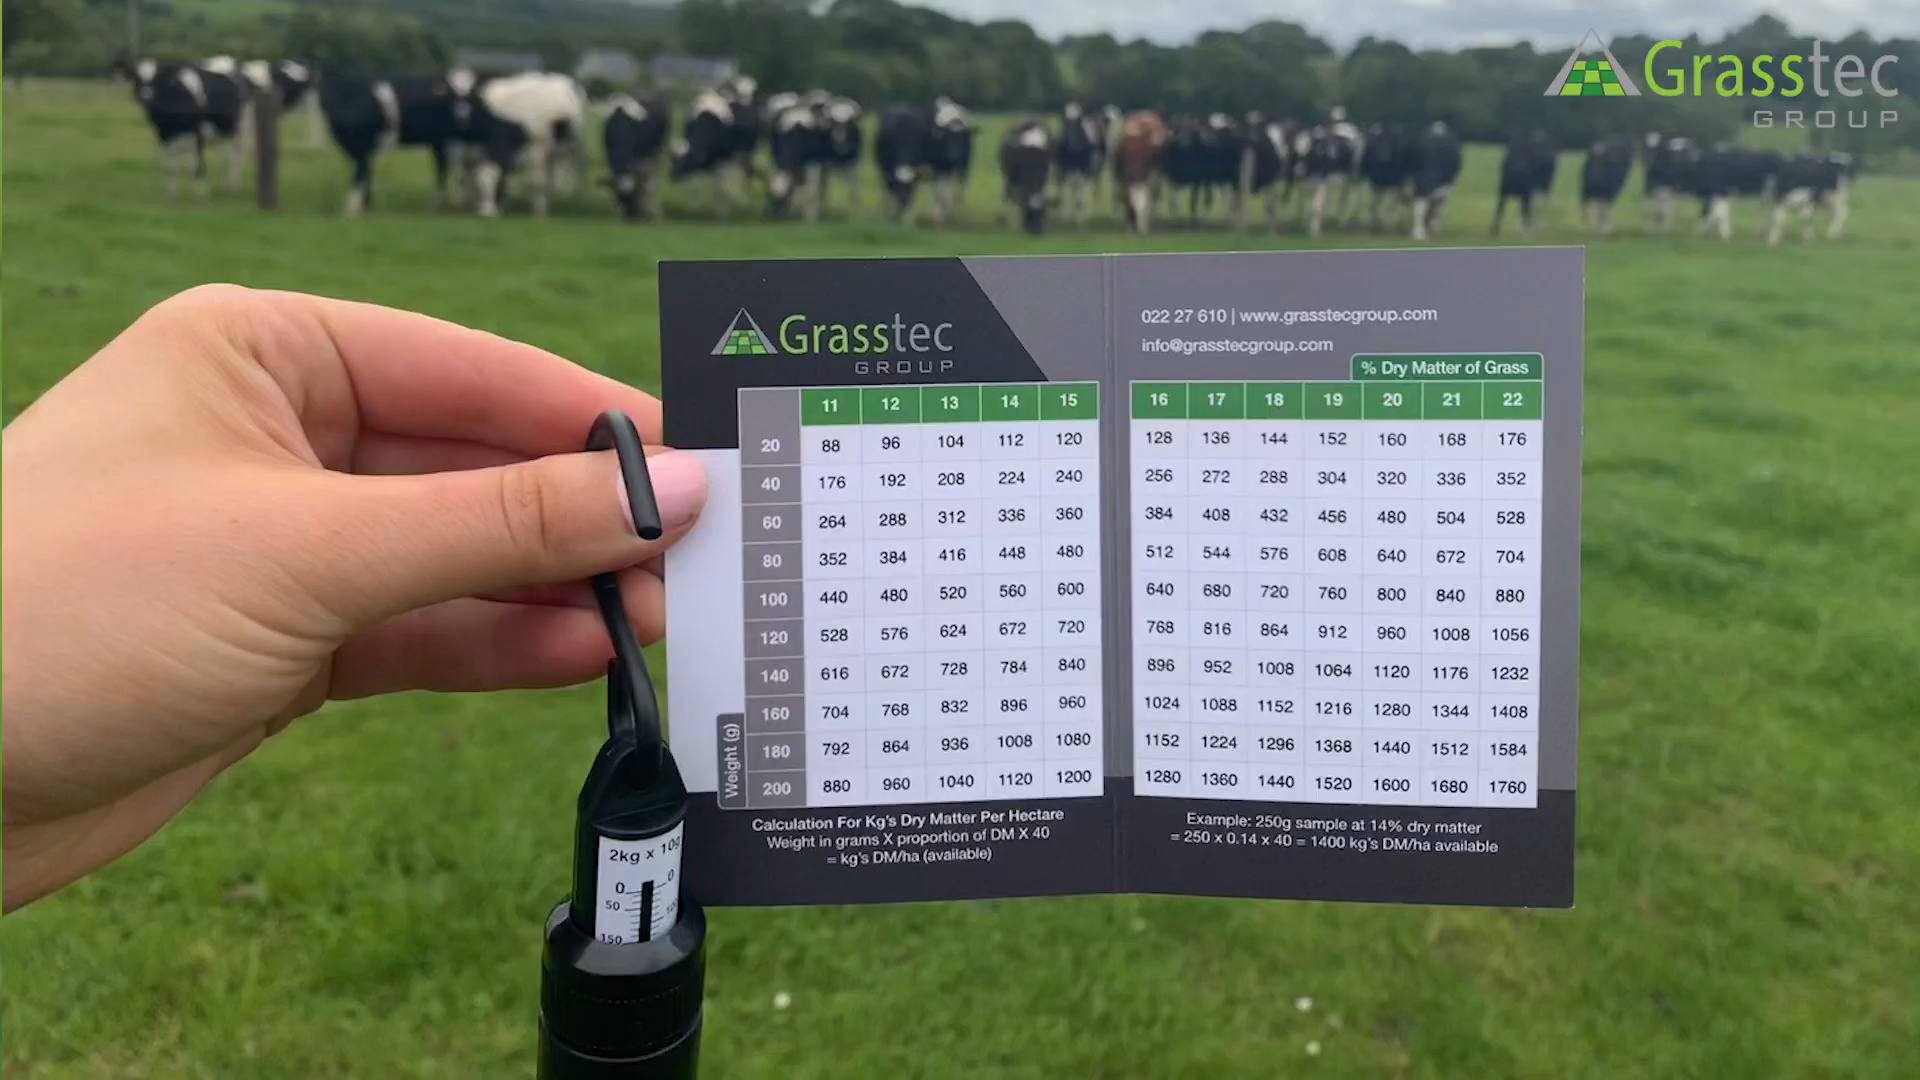 Grasstec
GROUP
Grasstec
GROUP
022 27 610 | www.grasstecgroup.com
info@grasstecgroup.com
% Dry Matter of Grass
11 12 13 14 15 16 17 18 19 20 21 22
20 88 96 104 112 120 128 136 144 152 160 168 176
40 176 192 208 224 240 256 272 288 304 320 336 352
60 264 288 312 336 360 384 408 432 456 480 504 528
80 352 384 416 448 480 512 544 576 608 640 672 704
100 440 480 520 560 600 640 680 720 760 800 840 880
120 528 576 624 672 720 768 816 864 912 960 1008 1056
140 616 672 728 784 840 896 952 1008 1064 1120 1176 1232
160 704 768 832 896 960 1024 1088 1152 1216 1280 1344 1408
180 792 864 936 1008 1080 1152 1224 1296 1368 1440 1512 1584
200 880 960 1040 1120 1200 1280 1360 1440 1520 1600 1680 1760
Weight (g)
Calculation For Kg's Dry Matter Per Hectare
Weight in grams X proportion of DM X 40
= kg's DM/ha (available)
Example: 250g sample at 14% dry matter
= 250 x 0.14 x 40 = 1400 kg's DM/ha available
2kg x 10g
0 0
50 100
150